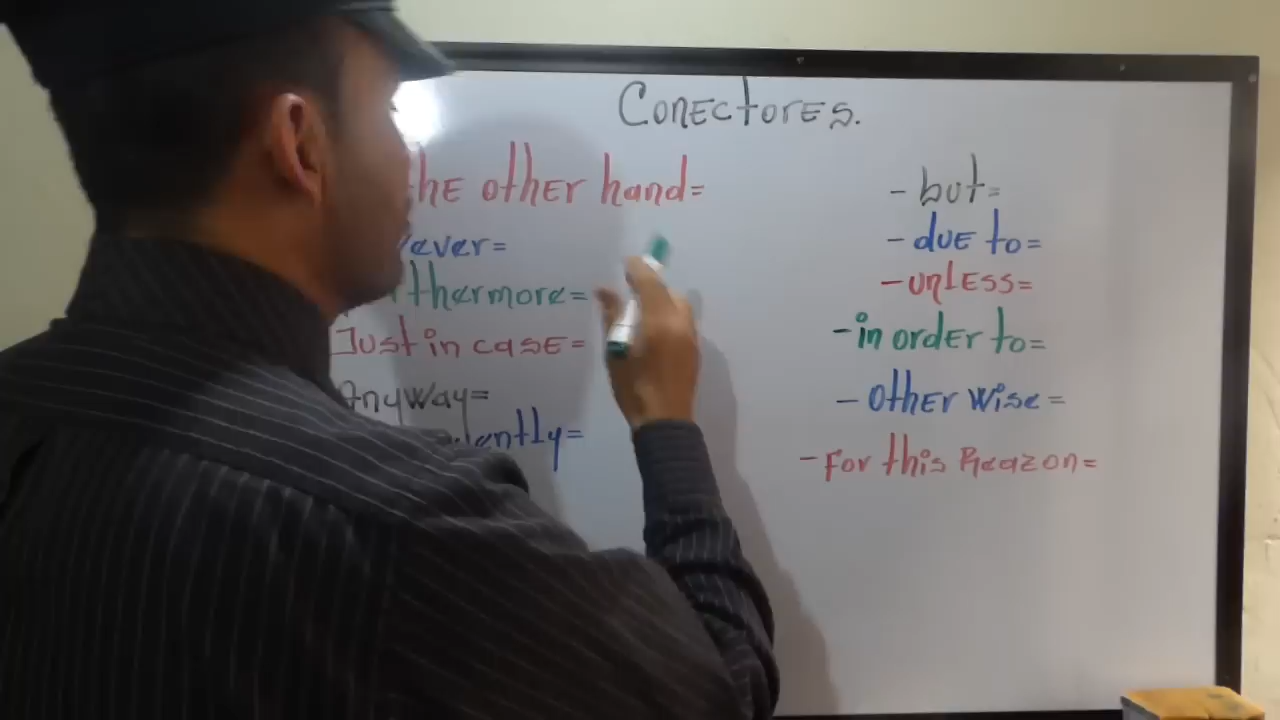 Conectores.
the other hand=
ever=
thermore=
Just in case=
Anyway=
ently=
- but=
- due to=
- unless=
- in order to=
- other wise=
- For this Reazon=